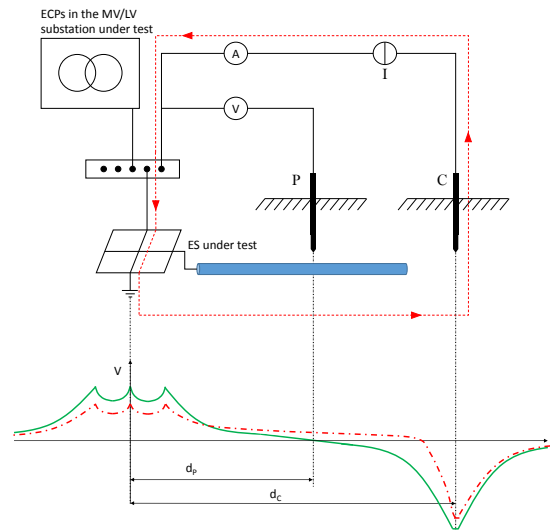 ECPs in the MV/LV
substation under test
A
I
V
P
C
ES under test
V
dP
dC